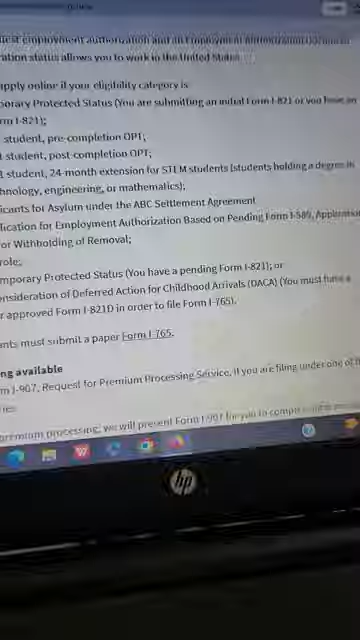 test employment authorization and an Employment Authorization
ration status allows you to work in the United States.
apply online if your eligibility category is
porary Protected Status (You are submitting an initial Form I-821 or you have an
rm I-821);
student, pre-completion OPT;
student, post-completion OPT;
student, 24-month extension for STEM students (students holding a degree in
hnology, engineering, or mathematics);
icants for Asylum under the ABC Settlement Agreement
lication for Employment Authorization Based on Pending Form I-589, Application
or Withholding of Removal;
role;
mporary Protected Status (You have a pending Form I-821); or
onsideration of Deferred Action for Childhood Arrivals (DACA) (You must have a
r approved Form I-821D in order to file Form I-765).
nts must submit a paper Form I-765.
ng available
m I-907, Request for Premium Processing Service, if you are filing under one of
ries
premium processing, we will present Form I-907 for you to complete
hp